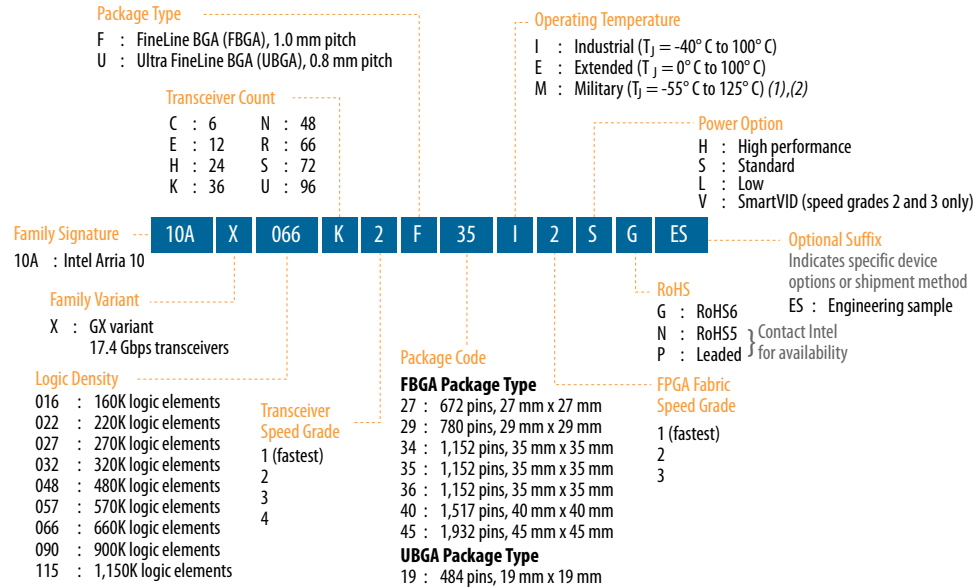 Package Type
F : FineLine BGA (FBGA), 1.0 mm pitch
U : Ultra FineLine BGA (UBGA), 0.8 mm pitch
Operating Temperature
I : Industrial (TJ = -40° C to 100° C)
E : Extended (TJ = 0° C to 100° C)
M : Military (TJ = -55° C to 125° C) (1),(2)
Transceiver Count
C : 6 N : 48
E : 12 R : 66
H : 24 S : 72
K : 36 U : 96
Power Option
H : High performance
S : Standard
L : Low
V : SmartVID (speed grades 2 and 3 only)
10A X 066 K 2 F 35 I 2 S G ES
Family Signature
10A : Intel Arria 10
Optional Suffix
Indicates specific device
options or shipment method
ES : Engineering sample
Family Variant
X : GX variant
17.4 Gbps transceivers
RoHS
G : RoHS6
N : RoHS5
P : Leaded
} Contact Intel
for availability
Logic Density
016 : 160K logic elements
022 : 220K logic elements
027 : 270K logic elements
032 : 320K logic elements
048 : 480K logic elements
057 : 570K logic elements
066 : 660K logic elements
090 : 900K logic elements
115 : 1,150K logic elements
Transceiver
Speed Grade
1 (fastest)
2
3
4
Package Code
FBGA Package Type
27 : 672 pins, 27 mm x 27 mm
29 : 780 pins, 29 mm x 29 mm
34 : 1,152 pins, 35 mm x 35 mm
35 : 1,152 pins, 35 mm x 35 mm
36 : 1,152 pins, 35 mm x 35 mm
40 : 1,517 pins, 40 mm x 40 mm
45 : 1,932 pins, 45 mm x 45 mm
UBGA Package Type
19 : 484 pins, 19 mm x 19 mm
FPGA Fabric
Speed Grade
1 (fastest)
2
3